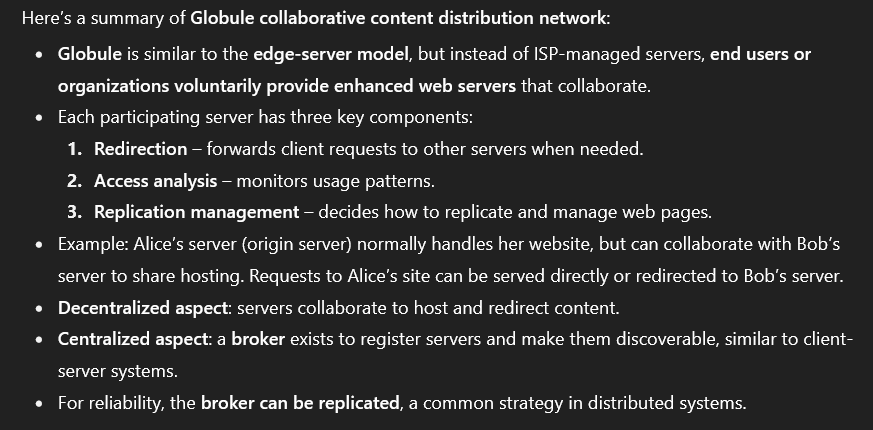 Here's a summary of Globule collaborative content distribution network:
• Globule is similar to the edge-server model, but instead of ISP-managed servers, end users or
organizations voluntarily provide enhanced web servers that collaborate.
• Each participating server has three key components:
1. Redirection – forwards client requests to other servers when needed.
2. Access analysis – monitors usage patterns.
3. Replication management – decides how to replicate and manage web pages.
• Example: Alice's server (origin server) normally handles her website, but can collaborate with Bob's
server to share hosting. Requests to Alice's site can be served directly or redirected to Bob's server.
• Decentralized aspect: servers collaborate to host and redirect content.
• Centralized aspect: a broker exists to register servers and make them discoverable, similar to client-
server systems.
• For reliability, the broker can be replicated, a common strategy in distributed systems.